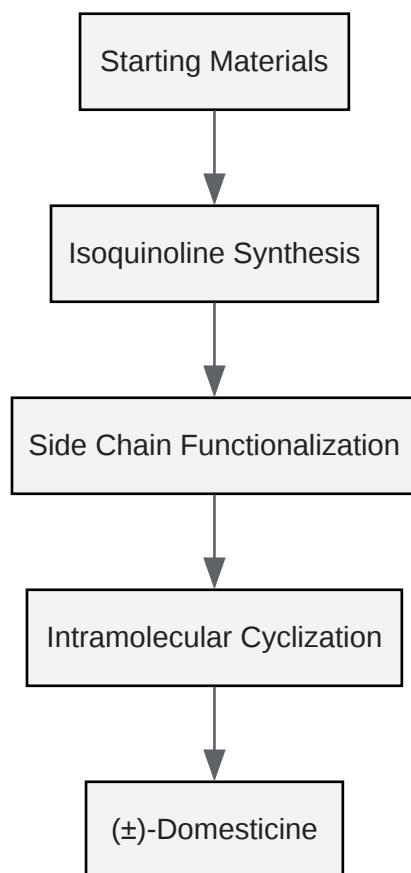 Starting Materials
Isoquinoline Synthesis
Side Chain Functionalization
Intramolecular Cyclization
(±)-Domesticine